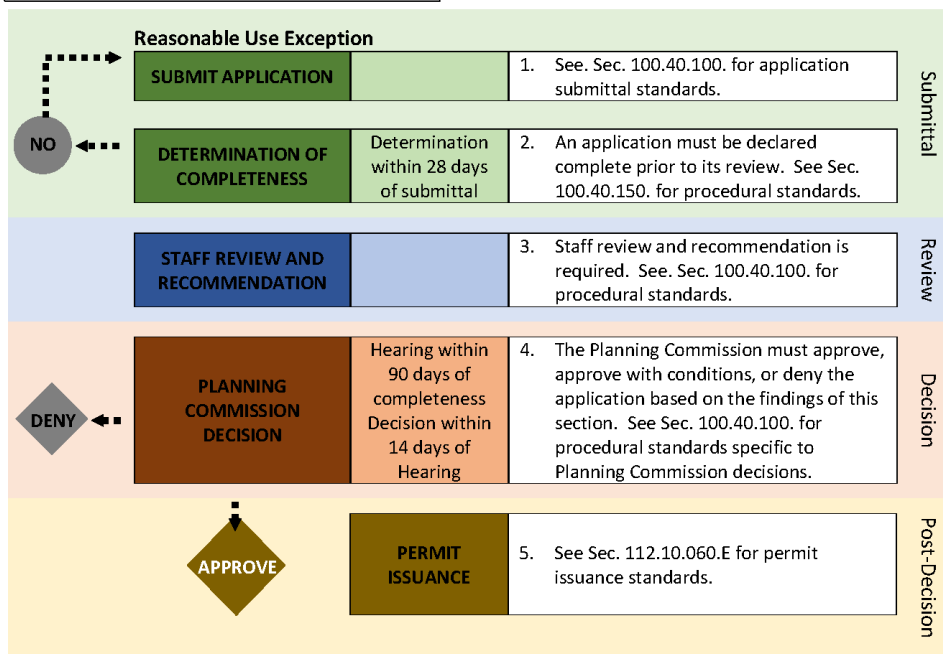 Reasonable Use Exception
SUBMIT APPLICATION
1. See. Sec. 100.40.100. for application
submittal standards.
Submittal
NO
DETERMINATION OF
COMPLETENESS
Determination
within 28 days
of submittal
2. An application must be declared
complete prior to its review. See Sec.
100.40.150. for procedural standards.
STAFF REVIEW AND
RECOMMENDATION
3. Staff review and recommendation is
required. See. Sec. 100.40.100. for
procedural standards.
Review
DENY
PLANNING
COMMISSION
DECISION
Hearing within
90 days of
completeness
Decision within
14 days of
Hearing
4. The Planning Commission must approve,
approve with conditions, or deny the
application based on the findings of this
section. See Sec. 100.40.100. for
procedural standards specific to
Planning Commission decisions.
Decision
APPROVE
PERMIT
ISSUANCE
5. See Sec. 112.10.060.E for permit
issuance standards.
Post-Decision